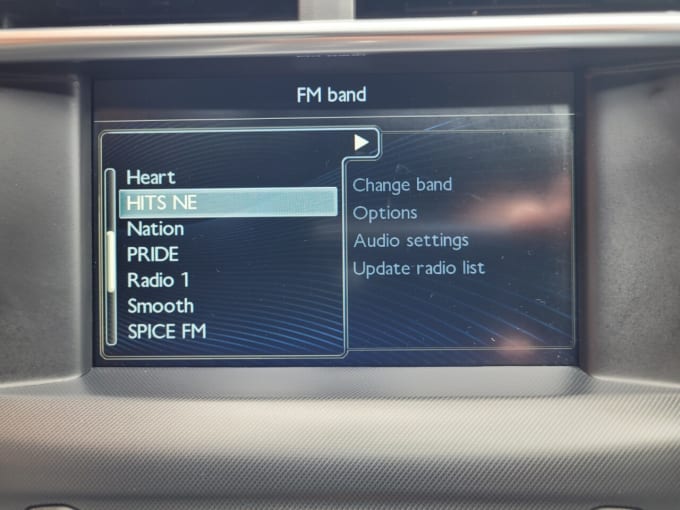 FM band
Heart
HITS NE
Nation
PRIDE
Radio 1
Smooth
SPICE FM
Change band
Options
Audio settings
Update radio list